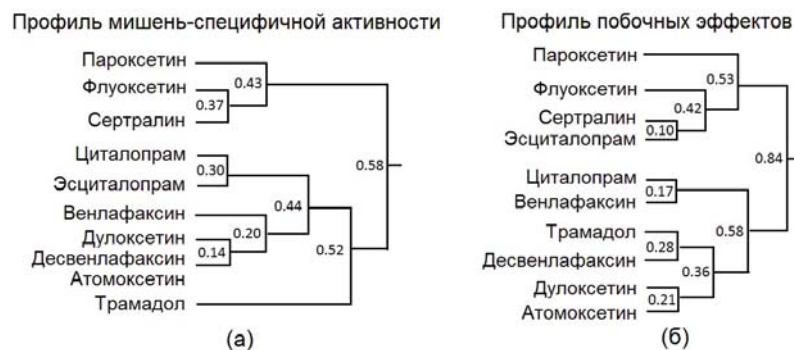 Профиль мишень-специфичной активности
Пароксетин
Флуоксетин
Сертралин
Циталопрам
Эсциталопрам
Венлафаксин
Дулоксетин
Десвенлафаксин
Атомоксетин
Трамадол
0.43
0.37
0.58
0.30
0.44
0.20
0.52
0.14
(а)
Профиль побочных эффектов
Пароксетин
Флуоксетин
Сертралин
Эсциталопрам
Циталопрам
Венлафаксин
Трамадол
Десвенлафаксин
Дулоксетин
Атомоксетин
0.53
0.42
0.10
0.84
0.17
0.58
0.28
0.36
0.21
(б)